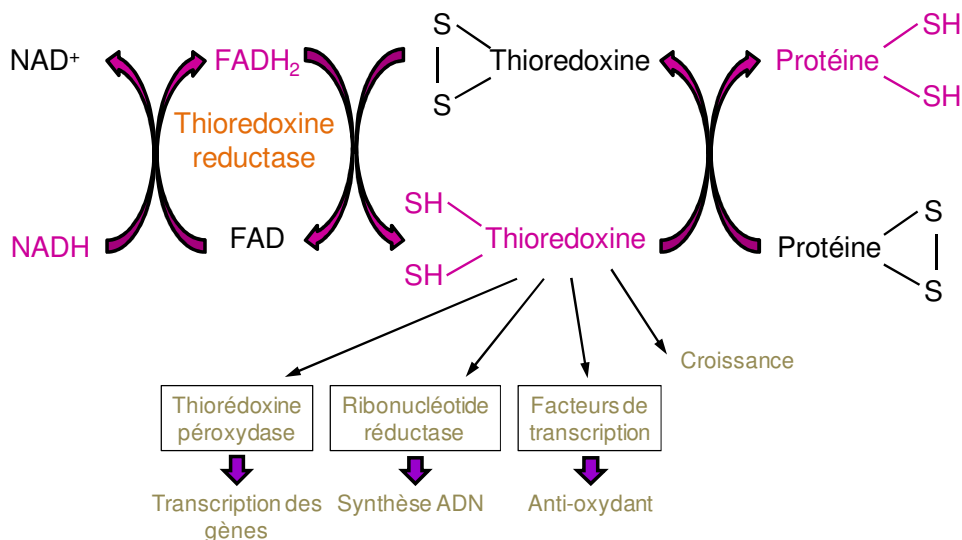 NAD⁺
FADH₂
S
S
Thioredoxine
Protéine
SH
SH
Thioredoxine
reductase
NADH
FAD
SH
SH
Thioredoxine
Protéine
S
S
Croissance
Thiorédoxine
péroxydase
Ribonucléotide
réductase
Facteurs de
transcription
Transcription des
gènes
Synthèse ADN
Anti-oxydant